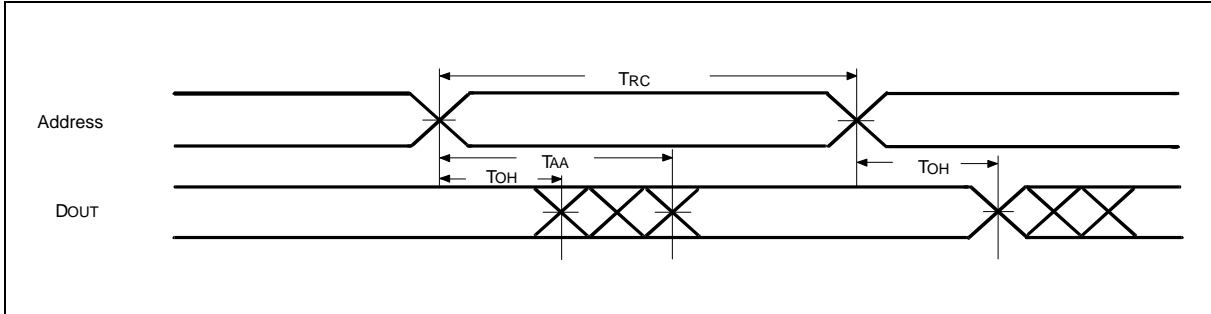 TRC
Address
TAA
TOH
TOH
DOUT